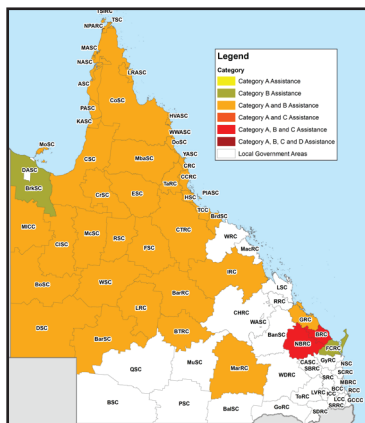 TSIRC
TSC
NPARC
MASC
NASC
LRASC
ASC
CoSC
PASC
HVASC
KASC
WWASC
MoSC
DoSC
DASC
YASC
CSC
MbaSC
CRC
BrkSC
CCRC
TaRC
CrSC
ESC
PIASC
HSC
TCC
BirdSC
MICC
CTRC
McSC
RSC
WRC
CISC
FSC
MacRC
IRC
BoSC
WSC
BarRC
LSC
LRC
RRC
CHRC
GRC
WASC
DSC
BTRC
BRC
BarSC
BanSC
NBRC
FCRC
MuSC
CASC
GyRC
QSC
MarRC
SBRC
NSC
WDRC
SRC
SCRC
MBRC
BSC
PSC
ToRC
LVRC
ICC
BCC
RCC
BalSC
GoRC
LCC
GCCC
SRRC
SDRC
Legend
Category
Category A Assistance
Category B Assistance
Category A and B Assistance
Category A and C Assistance
Category A, B and C Assistance
Category A, B, C and D Assistance
Local Government Areas